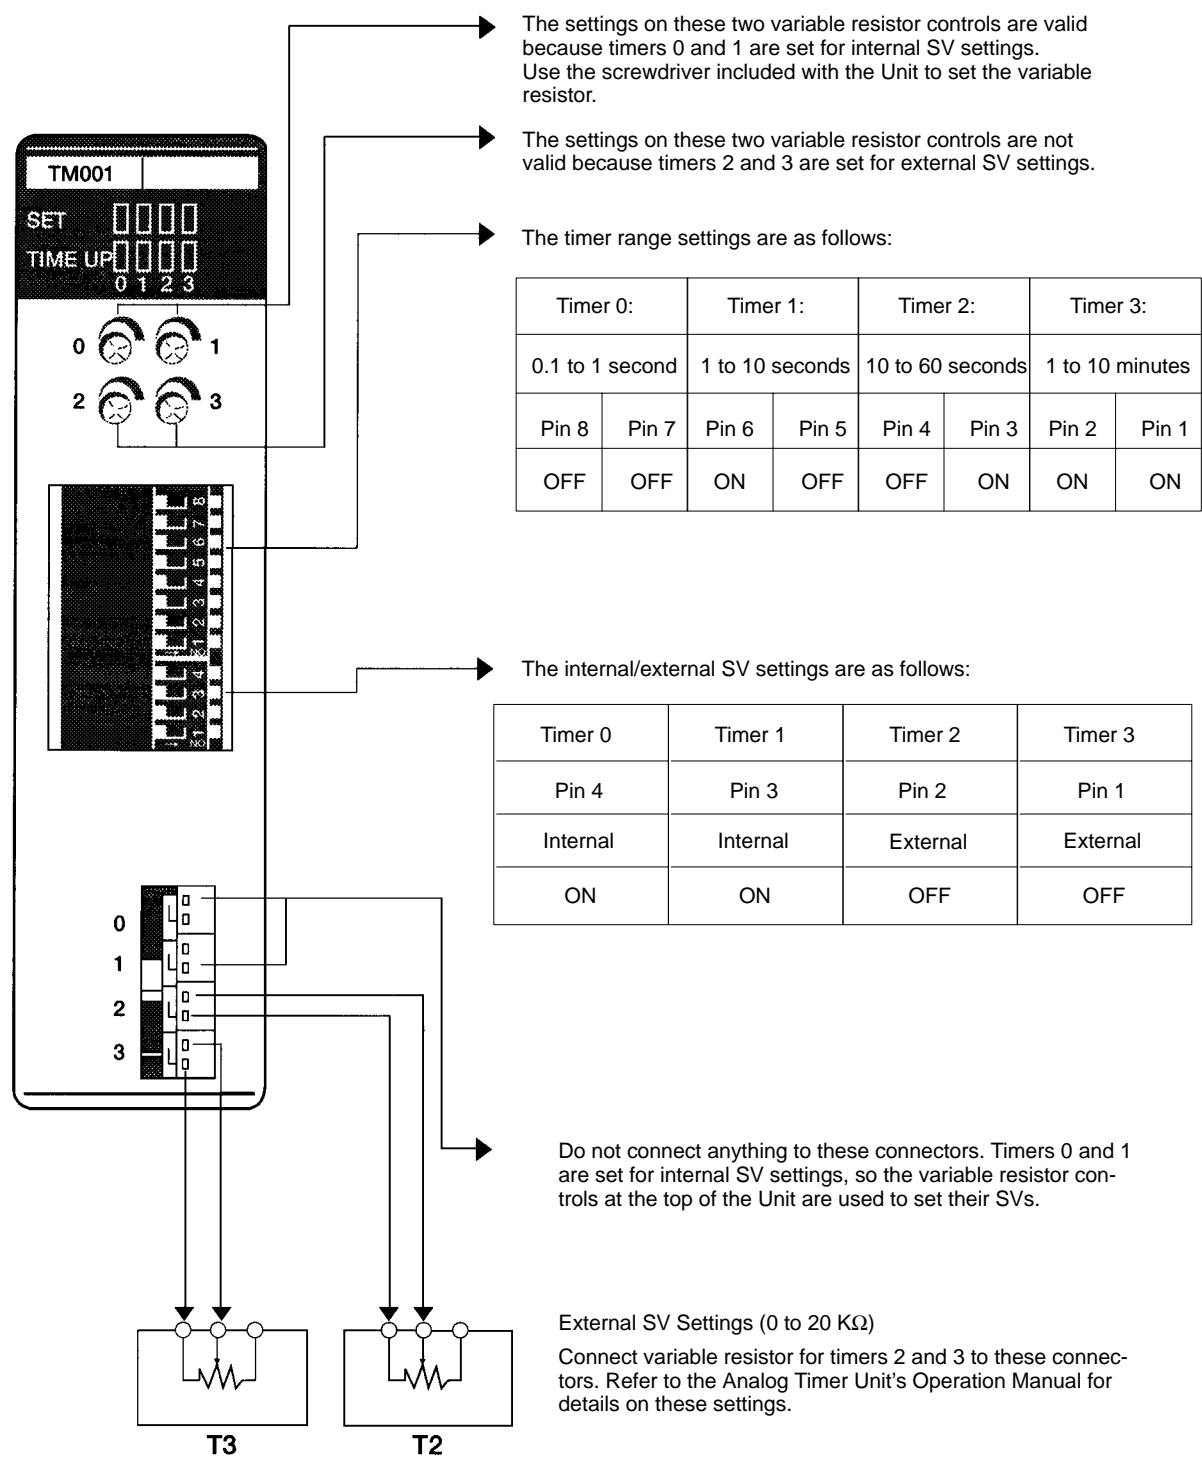 The settings on these two variable resistor controls are valid
because timers 0 and 1 are set for internal SV settings.
Use the screwdriver included with the Unit to set the variable
resistor.
The settings on these two variable resistor controls are not
valid because timers 2 and 3 are set for external SV settings.
TM001
SET
TIME UP
0 1 2 3
0 1
2 3
The timer range settings are as follows:
Timer 0: Timer 1: Timer 2: Timer 3:
0.1 to 1 second 1 to 10 seconds 10 to 60 seconds 1 to 10 minutes
Pin 8 Pin 7 Pin 6 Pin 5 Pin 4 Pin 3 Pin 2 Pin 1
OFF OFF ON OFF OFF ON ON ON
8
7
6
5
4
3
2
1
4
3
2
1
The internal/external SV settings are as follows:
Timer 0 Timer 1 Timer 2 Timer 3
Pin 4 Pin 3 Pin 2 Pin 1
Internal Internal External External
ON ON OFF OFF
0
1
2
3
Do not connect anything to these connectors. Timers 0 and 1
are set for internal SV settings, so the variable resistor con-
trols at the top of the Unit are used to set their SVs.
External SV Settings (0 to 20 KΩ)
Connect variable resistor for timers 2 and 3 to these connec-
tors. Refer to the Analog Timer Unit's Operation Manual for
details on these settings.
T3 T2